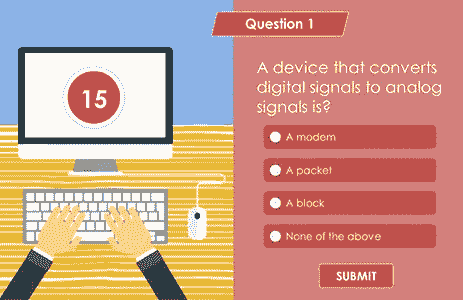 Question 1
15
A device that converts
digital signals to analog
signals is?
A modem
A packet
A block
None of the above
SUBMIT